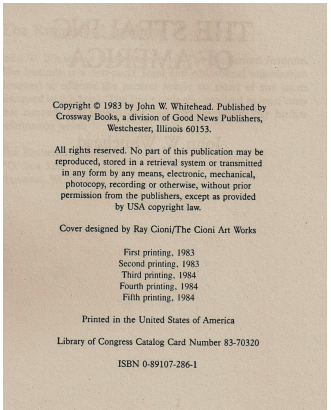 THE STEALING
OF AMERICA
Copyright © 1983 by John W. Whitehead. Published by
Crossway Books, a division of Good News Publishers,
Westchester, Illinois 60153.
All rights reserved. No part of this publication may be
reproduced, stored in a retrieval system or transmitted
in any form by any means, electronic, mechanical,
photocopy, recording or otherwise, without prior
permission from the publishers, except as provided
by USA copyright law.
Cover designed by Ray Cioni/The Cioni Art Works
First printing, 1983
Second printing, 1983
Third printing, 1984
Fourth printing, 1984
Fifth printing, 1984
Printed in the United States of America
Library of Congress Catalog Card Number 83-70320
ISBN 0-89107-286-1